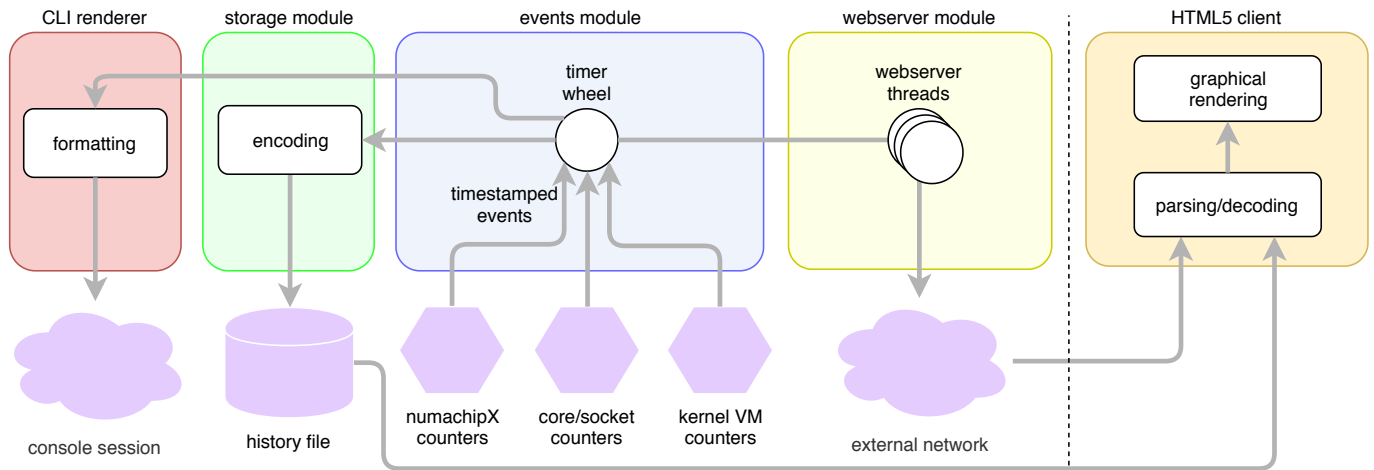 CLI renderer
storage module
events module
webserver module
HTML5 client
timer
wheel
webserver
threads
graphical
rendering
formatting
encoding
timestamped
events
parsing/decoding
numachipX
counters
core/socket
counters
kernel VM
counters
console session
history file
external network